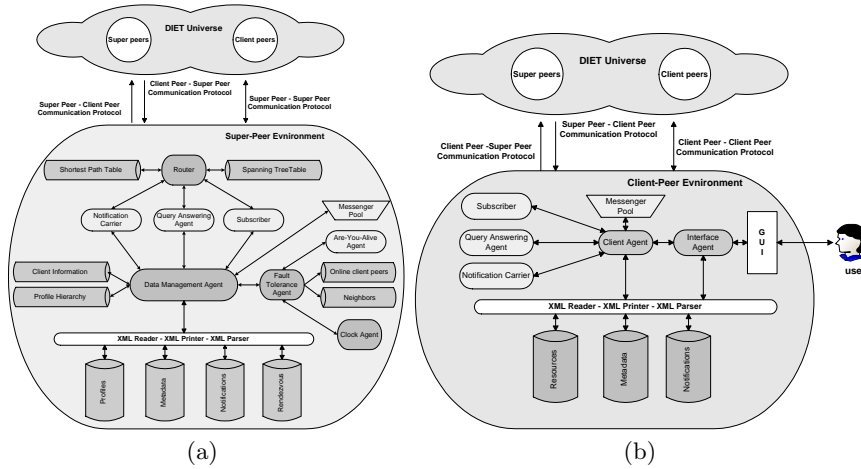 DIET Universe
Super peers
Client peers
Client Peer - Super Peer
Communication Protocol
Super Peer - Client Peer
Communication Protocol
Super Peer - Super Peer
Communication Protocol
Super-Peer Evnironment
Shortest Path Table
Router
Spanning TreeTable
Messenger
Pool
Notification
Carrier
Query Answering
Agent
Subscriber
Are-You-Alive
Agent
Client Information
Profile Hierarchy
Data Management Agent
Fault
Tolerance
Agent
Online client peers
Neighbors
Clock Agent
XML Reader - XML Printer - XML Parser
Profiles
Metadata
Notifications
Rendezvous
(a)
DIET Universe
Super peers
Client peers
Super Peer - Client Peer
Communication Protocol
Client Peer -Super Peer
Communication Protocol
Client Peer - Client Peer
Communication Protocol
Client-Peer Evnironment
Messenger
Pool
Subscriber
Query Answering
Agent
Notification Carrier
Client Agent
Interface
Agent
G
U
I
user
XML Reader - XML Printer - XML Parser
Resources
Metadata
Notifications
(b)